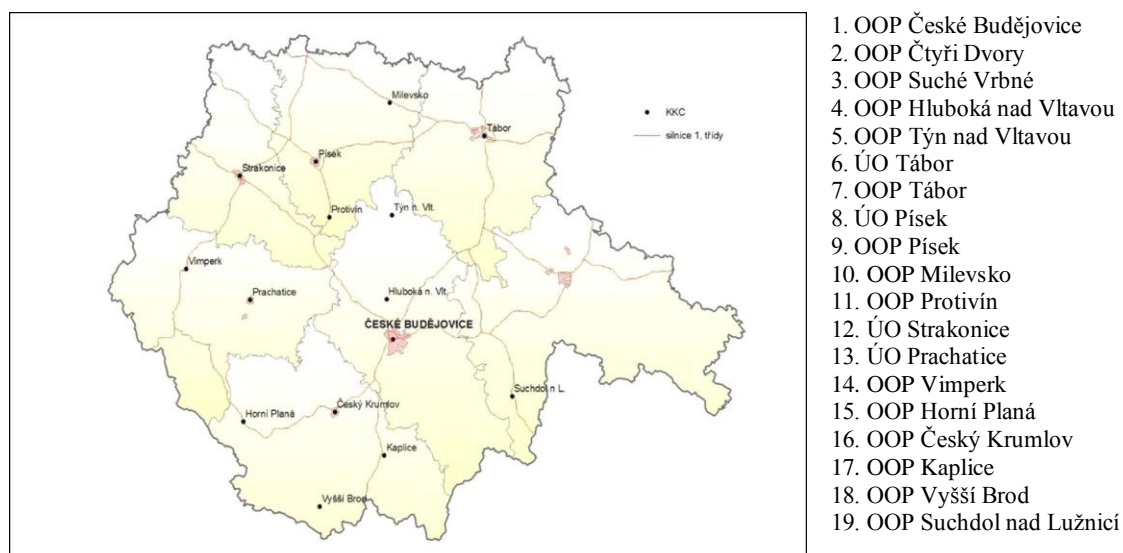 Milevsko
KKC
silnice 1, třídy
Tábor
Písek
Strakonice
Protivín
Týn n. Vlt.
Vimperk
Prachatice
Hluboká n. Vlt.
ČESKÉ BUDĚJOVICE
Suchdol n L.
Český Krumlov
Horní Planá
Kaplice
Vyšší Brod
1. OOP České Budějovice
2. OOP Čtyři Dvory
3. OOP Suché Vrbné
4. OOP Hluboká nad Vltavou
5. OOP Týn nad Vltavou
6. ÚO Tábor
7. OOP Tábor
8. ÚO Písek
9. OOP Písek
10. OOP Milevsko
11. OOP Protivín
12. ÚO Strakonice
13. ÚO Prachatice
14. OOP Vimperk
15. OOP Horní Planá
16. OOP Český Krumlov
17. OOP Kaplice
18. OOP Vyšší Brod
19. OOP Suchdol nad Lužnicí